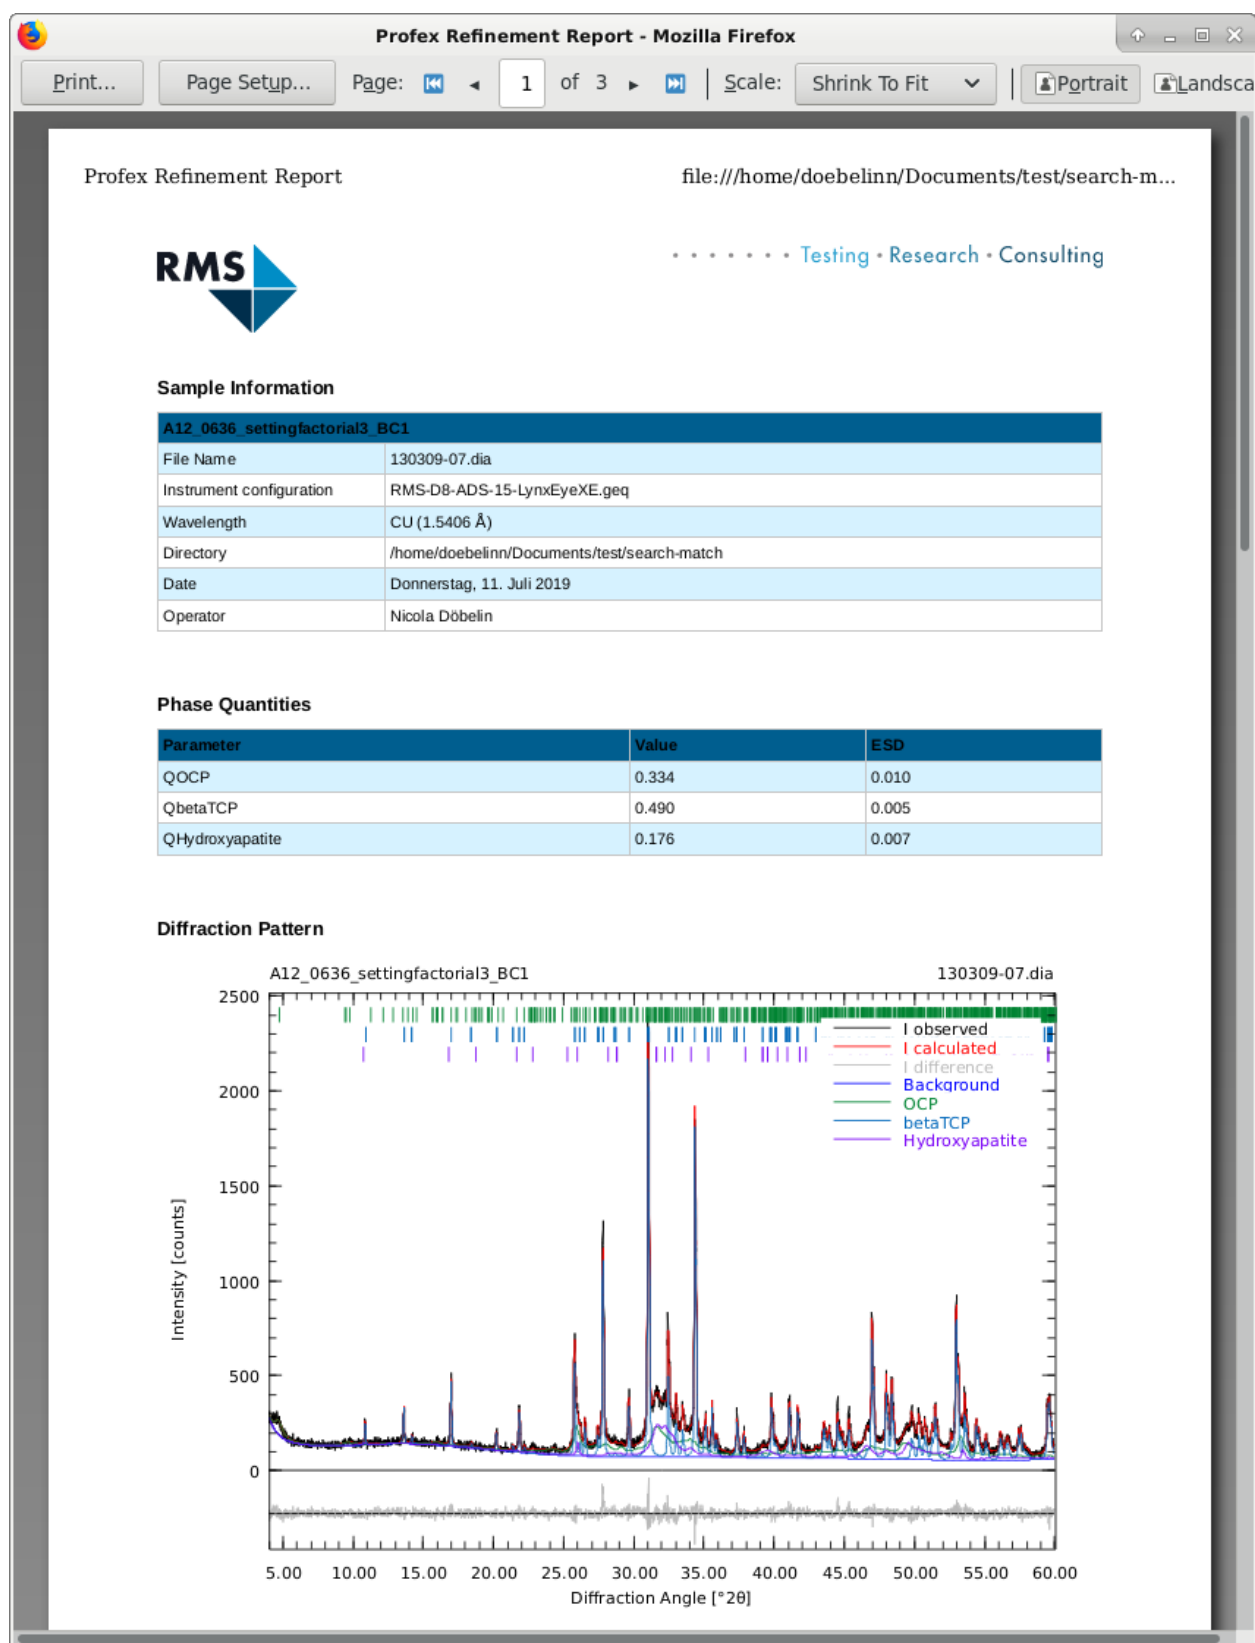 Profex Refinement Report - Mozilla Firefox
Print... Page Setup... Page: 1 of 3 Scale: Shrink To Fit Portrait Landsca
Profex Refinement Report file:///home/doebelinn/Documents/test/search-m...
RMS
Testing · Research · Consulting
Sample Information
A12_0636_settingfactorial3_BC1
File Name 130309-07.dia
Instrument configuration RMS-D8-ADS-15-LynxEyeXE.geq
Wavelength CU (1.5406 Å)
Directory /home/doebelinn/Documents/test/search-match
Date Donnerstag, 11. Juli 2019
Operator Nicola Döbelin
Phase Quantities
Parameter Value ESD
QOCP 0.334 0.010
QbetaTCP 0.490 0.005
QHydroxyapatite 0.176 0.007
Diffraction Pattern
A12_0636_settingfactorial3_BC1 130309-07.dia
2500
2000
1500
1000
500
0
Intensity [counts]
I observed
I calculated
I difference
Background
OCP
betaTCP
Hydroxyapatite
5.00 10.00 15.00 20.00 25.00 30.00 35.00 40.00 45.00 50.00 55.00 60.00
Diffraction Angle [°2θ]